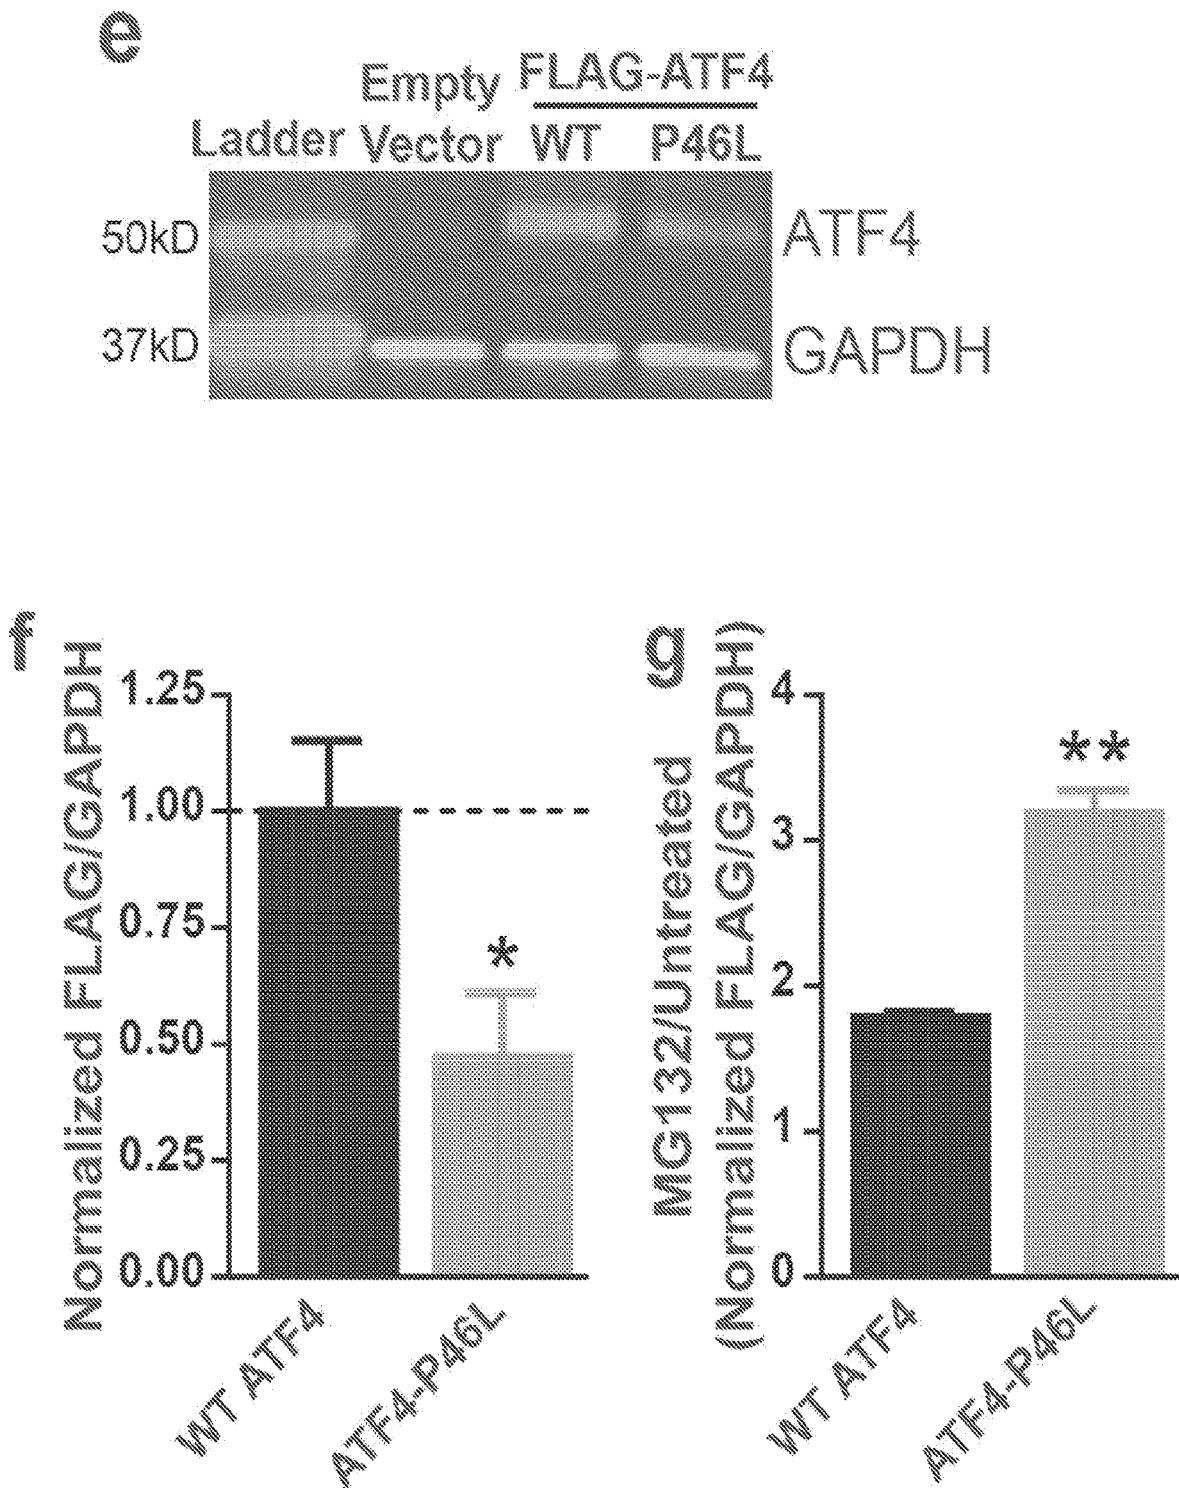 e
Empty FLAG-ATF4
Ladder Vector WT P46L
50kD ATF4
37kD GAPDH
f
Normalized FLAG/GAPDH
1.25
1.00
0.75
*
0.50
0.25
0.00
WT ATF4
ATF4-P46L
g
MG132/Untreated
(Normalized FLAG/GAPDH)
4
**
3
2
1
0
WT ATF4
ATF4-P46L